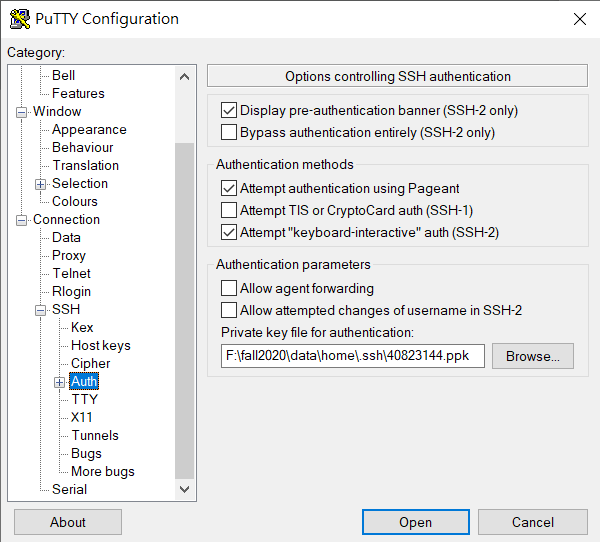 PuTTY Configuration
Category:
Bell
Features
Window
Appearance
Behaviour
Translation
Selection
Colours
Connection
Data
Proxy
Telnet
Rlogin
SSH
Kex
Host keys
Cipher
Auth
TTY
X11
Tunnels
Bugs
More bugs
Serial
Options controlling SSH authentication
Display pre-authentication banner (SSH-2 only)
Bypass authentication entirely (SSH-2 only)
Authentication methods
Attempt authentication using Pageant
Attempt TIS or CryptoCard auth (SSH-1)
Attempt "keyboard-interactive" auth (SSH-2)
Authentication parameters
Allow agent forwarding
Allow attempted changes of username in SSH-2
Private key file for authentication:
F:\fall2020\data\home\.ssh\40823144.ppk
Browse...
About
Open
Cancel